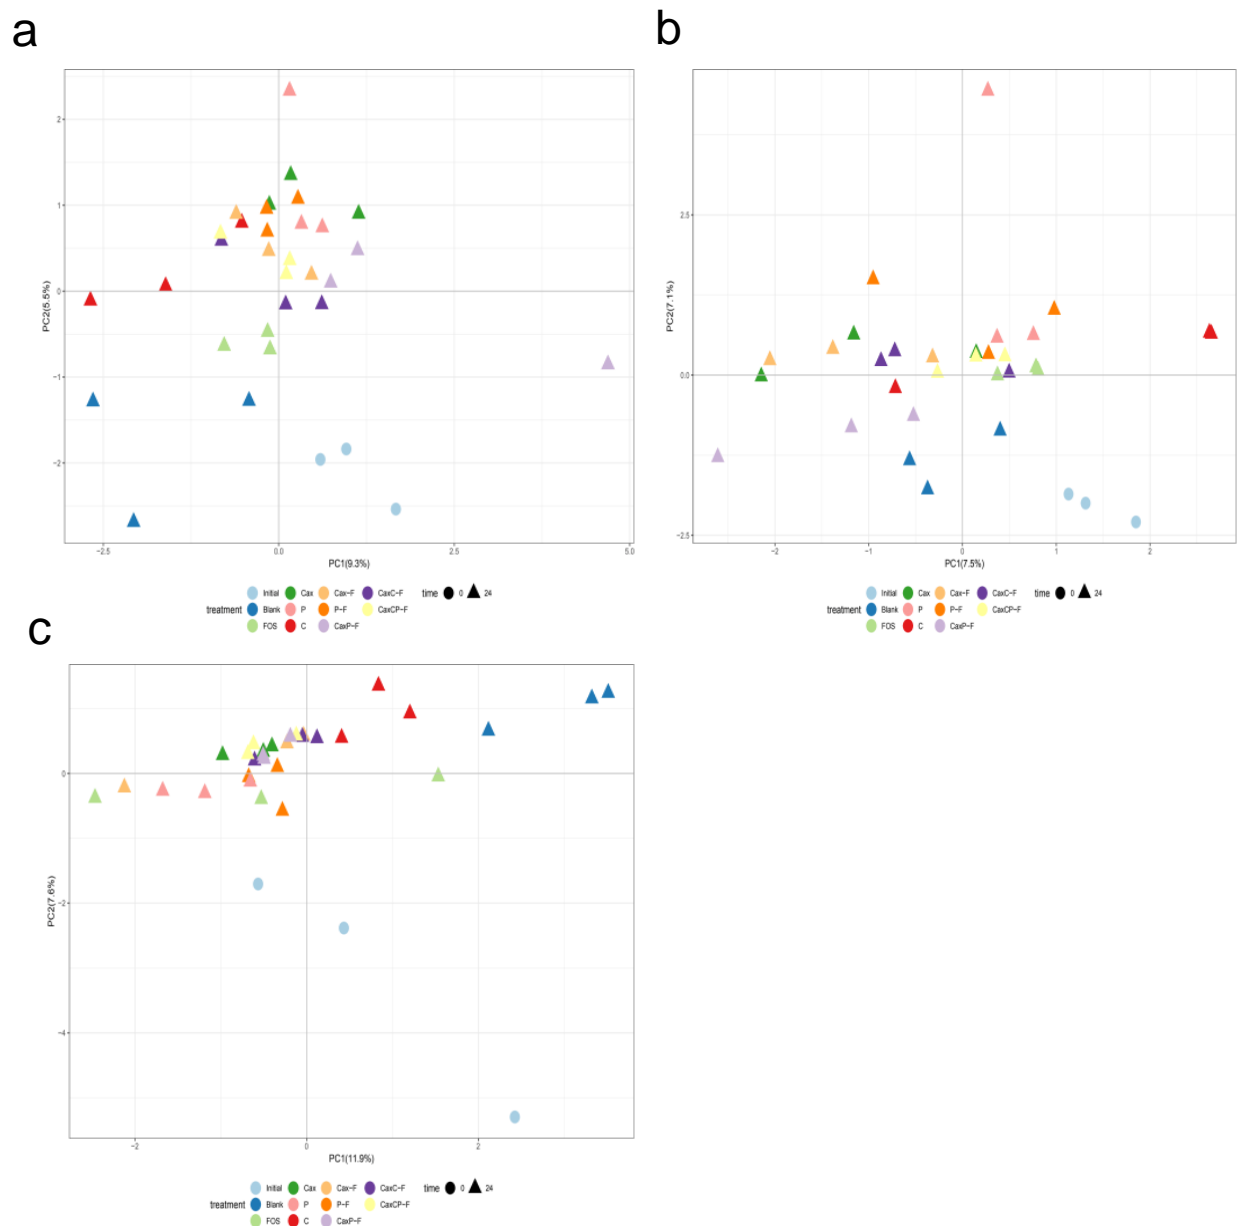 a
b
2
1
0
−1
−2
PC2(5.5%)
−2.5
0.0
2.5
5.0
PC1(9.3%)
2.5
0.0
−2.5
PC2(7.1%)
−2
−1
0
1
2
PC1(7.5%)
treatment
Initial Cax Cax−F CaxC−F
Blank P P−F CaxCP−F
FOS C CaxP−F
time 0 24
treatment
Initial Cax Cax−F CaxC−F
Blank P P−F CaxCP−F
FOS C CaxP−F
time 0 24
c
0
−2
−4
PC2(7.6%)
−2
0
2
PC1(11.9%)
treatment
Initial Cax Cax−F CaxC−F
Blank P P−F CaxCP−F
FOS C CaxP−F
time 0 24